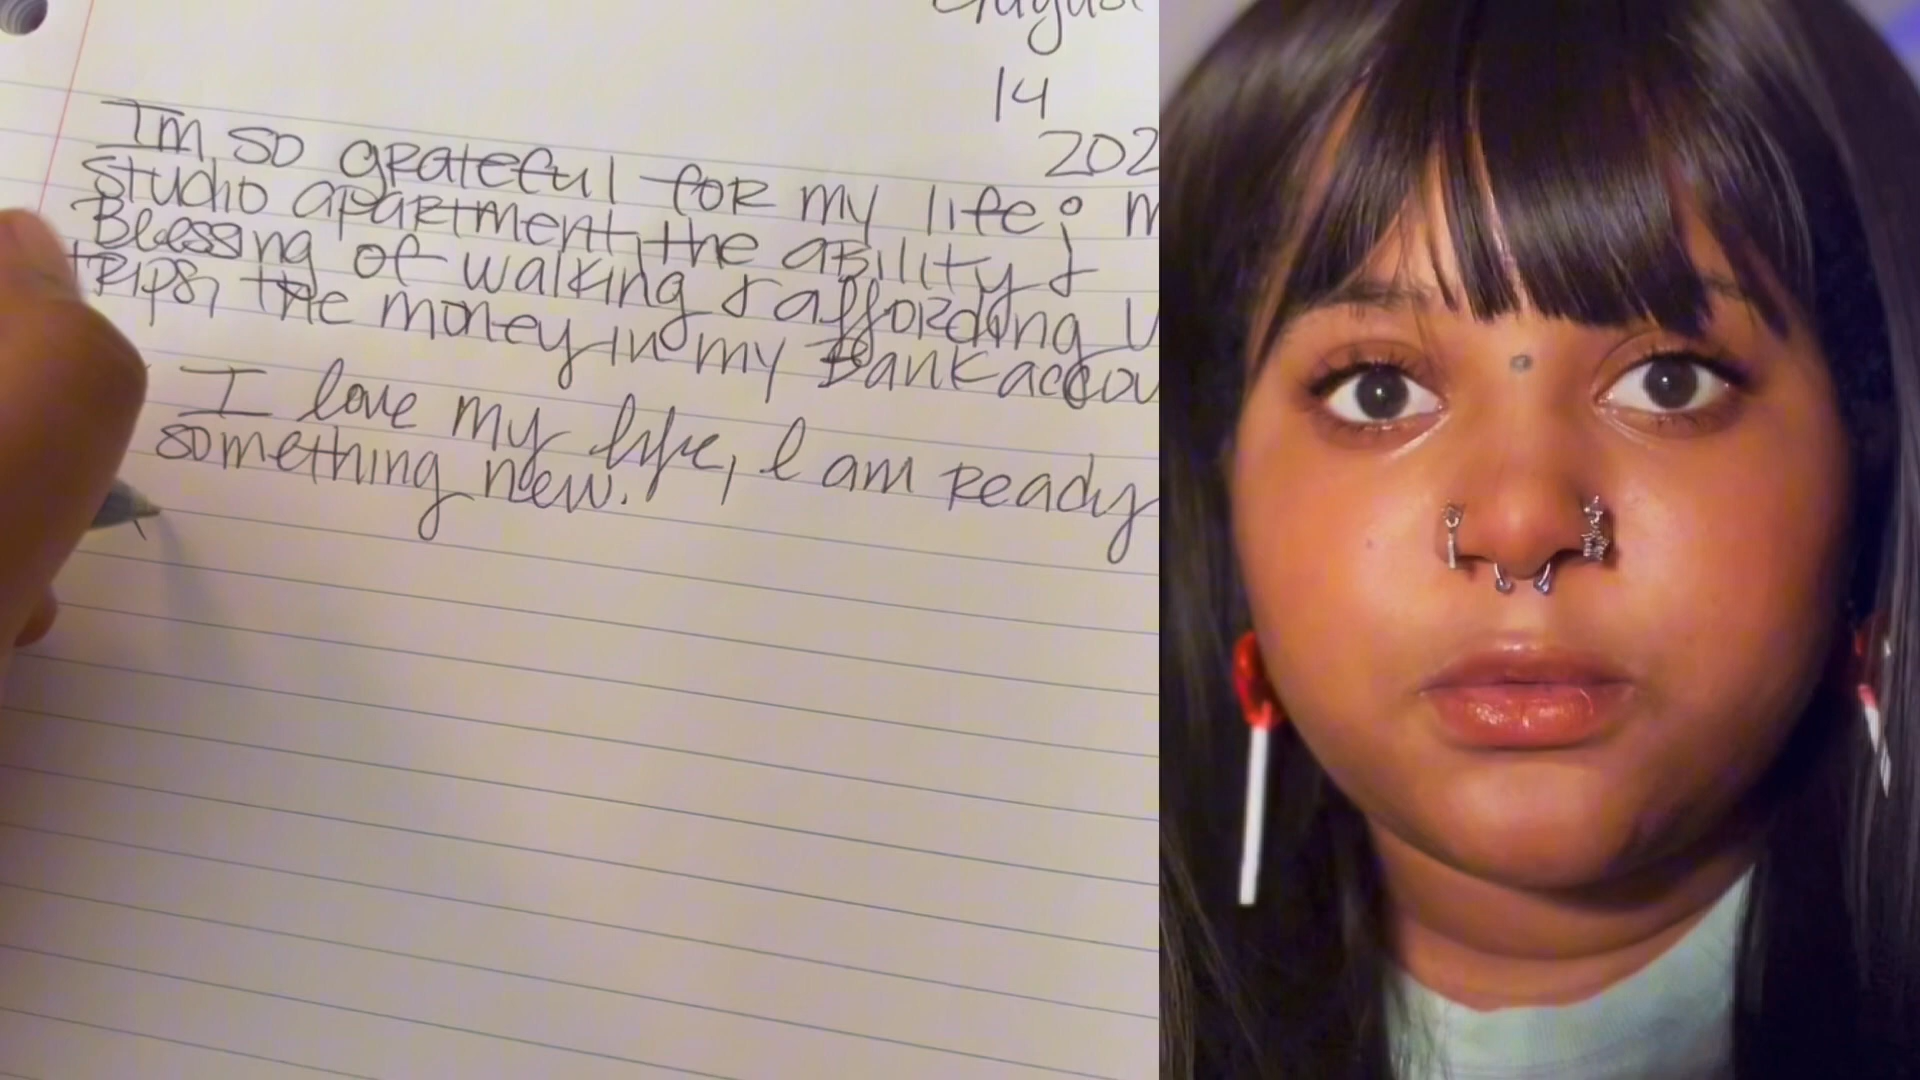 August
14
202
I'm so grateful for my life; m
studio apartment, the ability &
Blessing of walking & affording U
trips, the money in my Bank accou
I love my life, I am ready
something new.